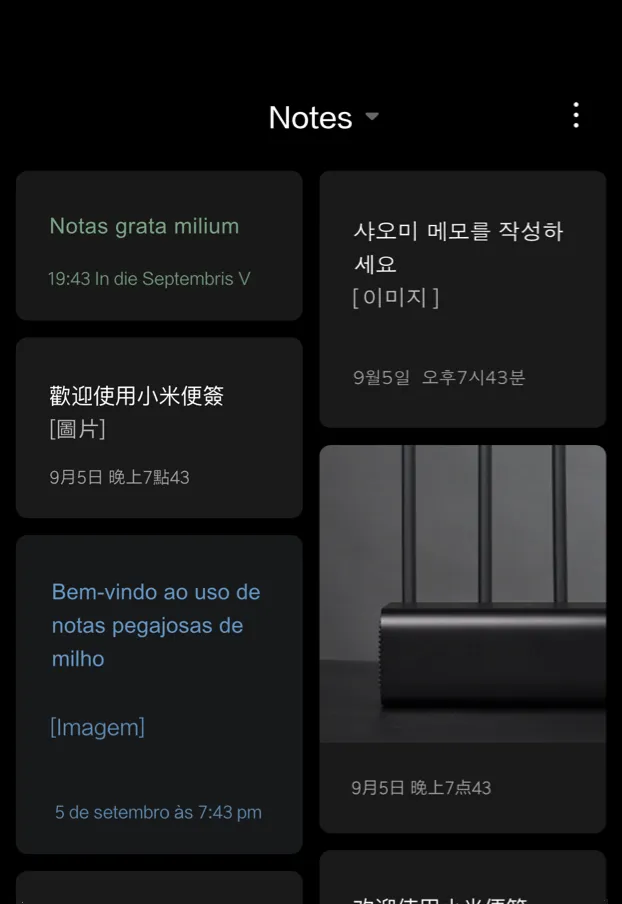 Notes
Notas grata milium
19:43 In die Septembris V
歡迎使用小米便簽
[圖片]
9月5日 晚上7點43
Bem-vindo ao uso de
notas pegajosas de
milho
[Imagem]
5 de setembro às 7:43 pm
샤오미 메모를 작성하
세요
[이미지]
9월5일 오후7시43분
9月5日 晚上7点43